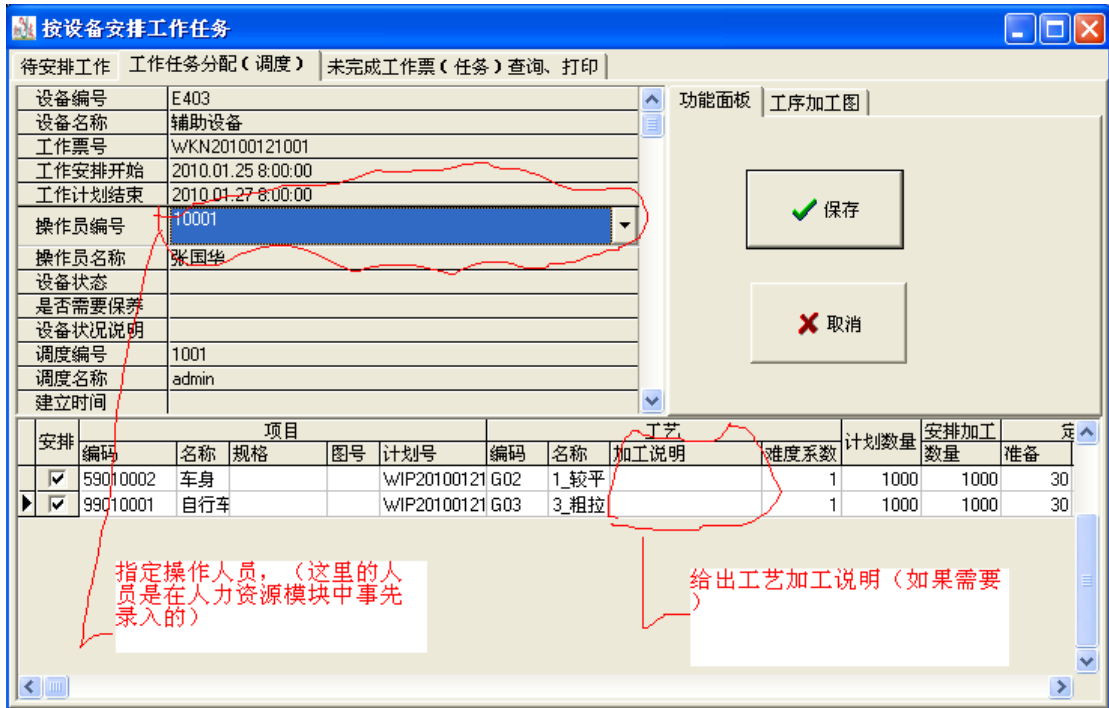 按设备安排工作任务
待安排工作 工作任务分配(调度) 未完成工作票(任务)查询、打印
设备编号 E403
设备名称 辅助设备
工作票号 WKN20100121001
工作安排开始 2010.01.25 8:00:00
工作计划结束 2010.01.27 8:00:00
操作员编号 10001
操作员名称 张国华
设备状态
是否需要保养
设备状况说明
调度编号 1001
调度名称 admin
建立时间
功能面板 工序加工图
保存
取消
安排 项目 工艺 计划数量 安排加工数量 定
编码 名称 规格 图号 计划号 编码 名称 加工说明 难度系数 准备
59010002 车身 WIP20100121 G02 1_较平 1 1000 1000 30
99010001 自行车 WIP20100121 G03 3_粗拉 1 1000 1000 30
指定操作人员,(这里的人
员是在人力资源模块中事先
录入的)
给出工艺加工说明(如果需要
)